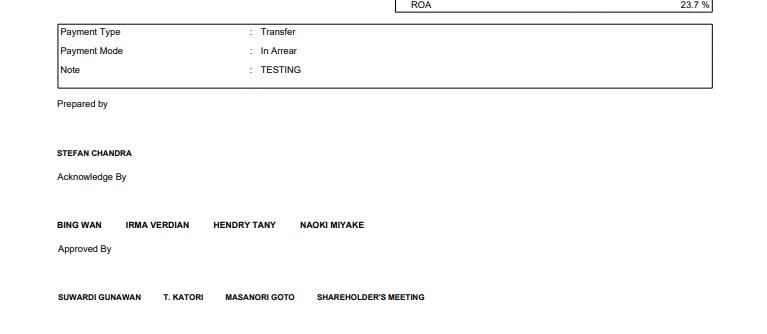 ROA 23.7 %
Payment Type : Transfer
Payment Mode : In Arrear
Note : TESTING
Prepared by
STEFAN CHANDRA
Acknowledge By
BING WAN IRMA VERDIAN HENDRY TANY NAOKI MIYAKE
Approved By
SUWARDI GUNAWAN T. KATORI MASANORI GOTO SHAREHOLDER'S MEETING